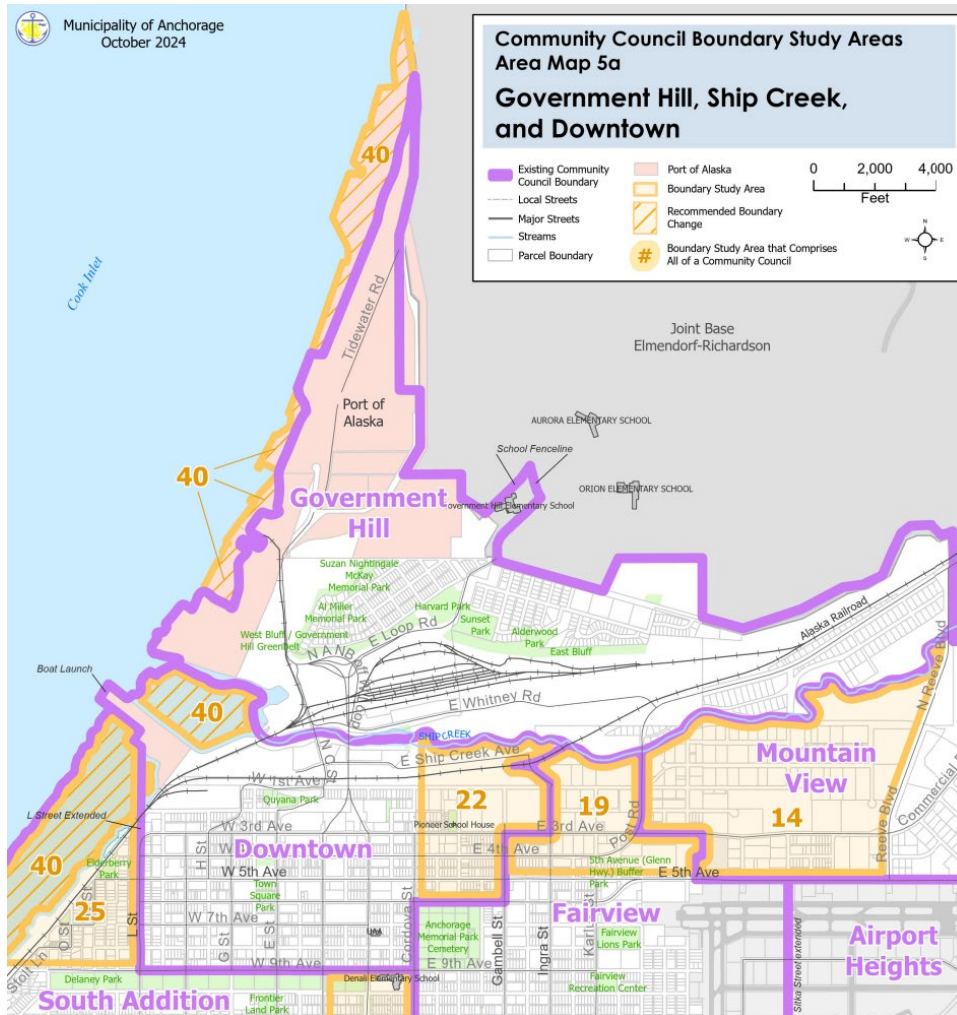 Municipality of Anchorage
October 2024
Community Council Boundary Study Areas
Area Map 5a
Government Hill, Ship Creek,
and Downtown
Existing Community
Council Boundary
Local Streets
Major Streets
Streams
Parcel Boundary
Port of Alaska
Boundary Study Area
Recommended Boundary
Change
#
Boundary Study Area that Comprises
All of a Community Council
0 2,000 4,000
Feet
N
W E
S
40
Cook Inlet
Tidewater Rd
Joint Base
Elmendorf-Richardson
Port of
Alaska
AURORA ELEMENTARY SCHOOL
School Fenceline
40
ORION ELEMENTARY SCHOOL
Government
Hill
overnment Hill Elementary School
Suzan Nightingale
McKay
Memorial Park
Al Miller
Memorial Park
Harvard Park
Sunset
Park
Alderwood
Park
East Bluff
West Bluff / Government
Hill Greenbelt
E Loop Rd
Alaska Railroad
Boat Launch
40
E Whitney Rd
N Reeve Blvd
SHIP CREEK
E Ship Creek Ave
N C St
W 1st Ave
Mountain
View
Quyana Park
22
19
14
L Street Extended
W 3rd Ave
Pioneer School House
E 3rd Ave
Post Rd
Reeve Blvd
Downtown
E 4th Ave
W 5th Ave
E 5th Ave
H St
40
Elderberry
Park
5th Avenue (Glenn
Hwy.) Buffer
Park
Town
Square
Park
25
O St
L St
W 7th Ave
G St
E St
Cordova St
Gambell St
Ingra St
Fairview
Anchorage
Memorial Park
Cemetery
Fairview
Lions Park
Airport
Heights
W 9th Ave
E 9th Ave
Denali Elementary School
Delaney Park
Fairview
Recreation Center
South Addition
Frontier
Land Park
Sitka Street extended